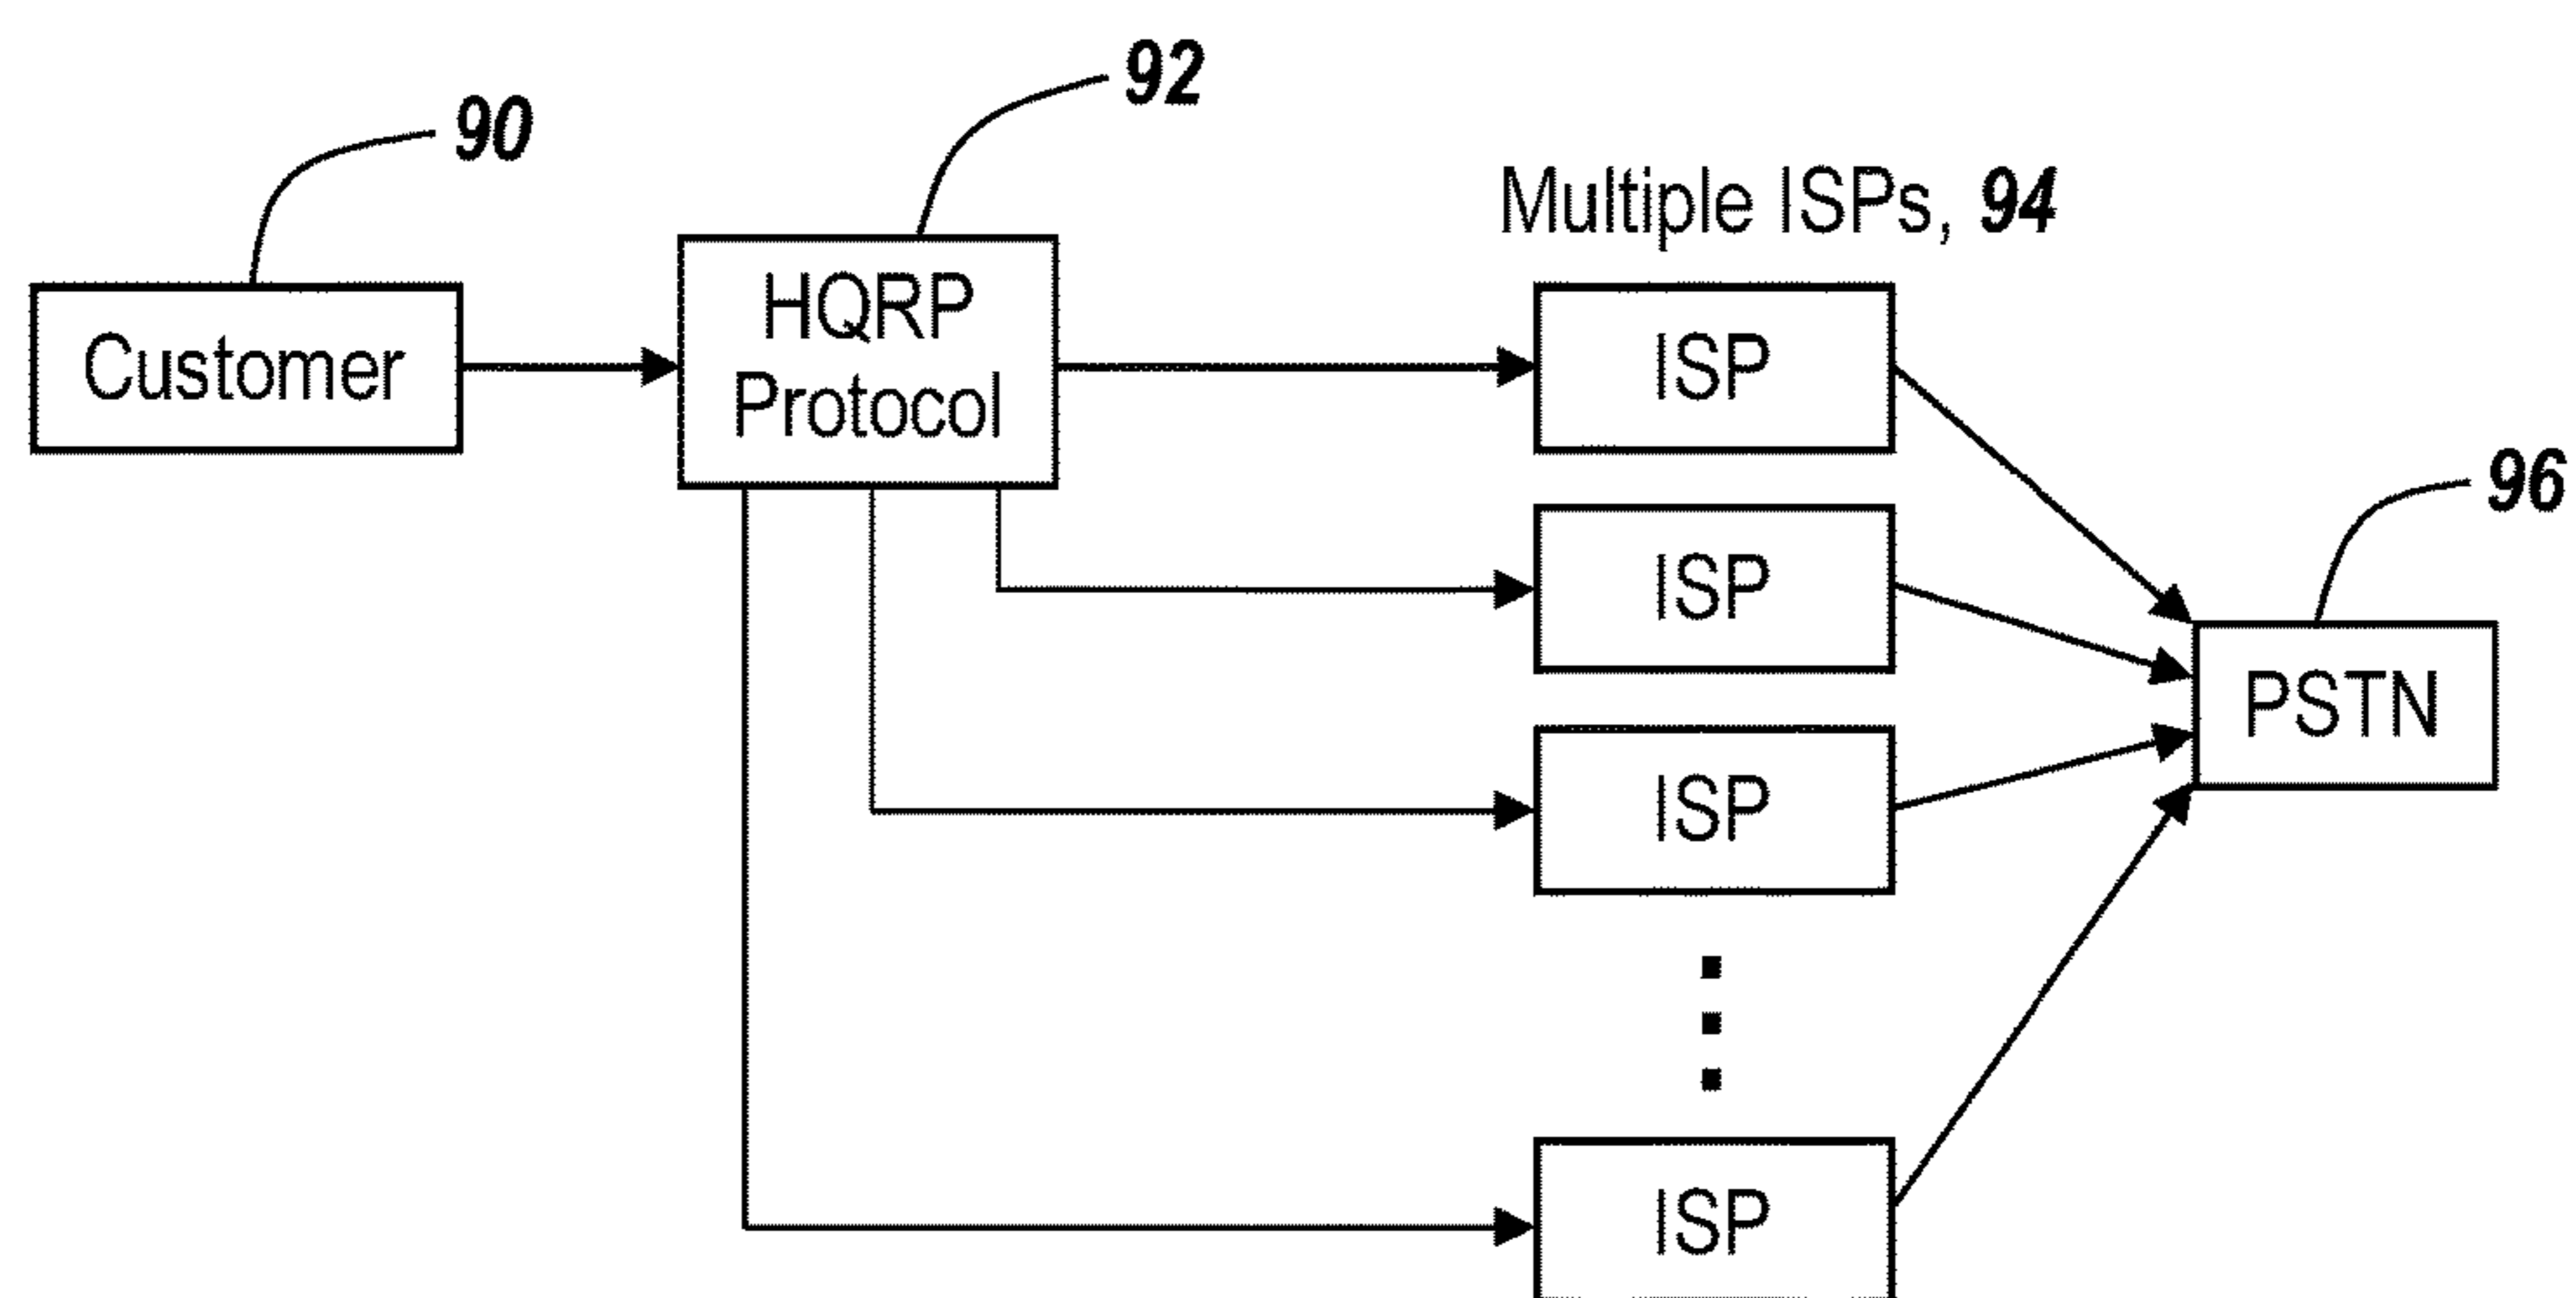 90
92
Multiple ISPs, 94
Customer
HQRP
Protocol
ISP
96
ISP
PSTN
ISP
ISP